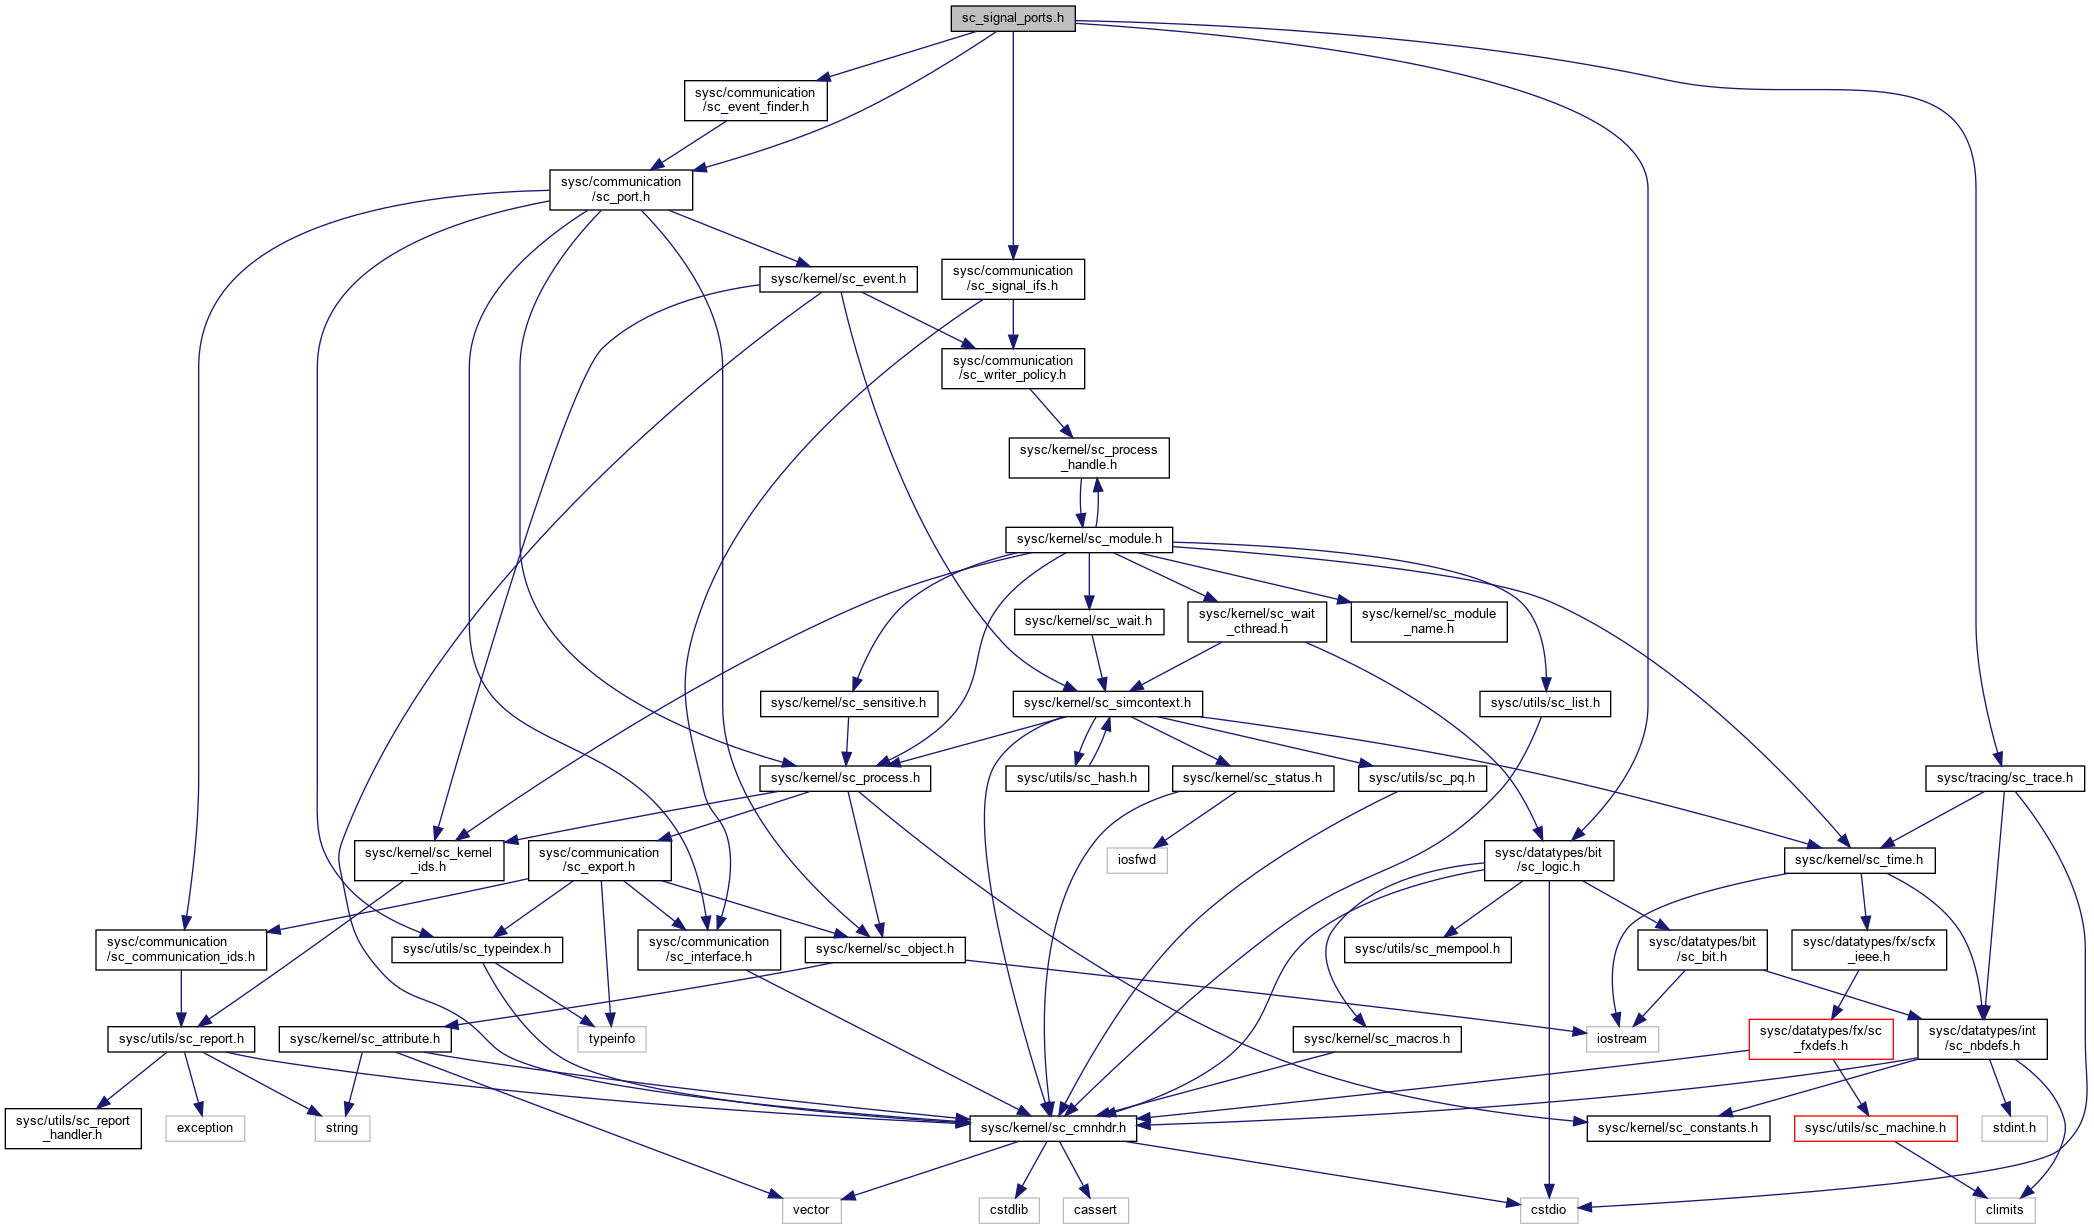 sc_signal_ports.h
sysc/communication
/sc_event_finder.h
sysc/communication
/sc_port.h
sysc/kernel/sc_event.h
sysc/communication
/sc_signal_ifs.h
sysc/communication
/sc_writer_policy.h
sysc/kernel/sc_process
_handle.h
sysc/kernel/sc_module.h
sysc/kernel/sc_wait.h
sysc/kernel/sc_wait
_cthread.h
sysc/kernel/sc_module
_name.h
sysc/kernel/sc_sensitive.h
sysc/kernel/sc_simcontext.h
sysc/utils/sc_list.h
sysc/kernel/sc_process.h
sysc/utils/sc_hash.h
sysc/kernel/sc_status.h
sysc/utils/sc_pq.h
sysc/tracing/sc_trace.h
sysc/kernel/sc_kernel
_ids.h
sysc/communication
/sc_export.h
iosfwd
sysc/datatypes/bit
/sc_logic.h
sysc/kernel/sc_time.h
sysc/communication
/sc_communication_ids.h
sysc/utils/sc_typeindex.h
sysc/communication
/sc_interface.h
sysc/kernel/sc_object.h
sysc/utils/sc_mempool.h
sysc/datatypes/bit
/sc_bit.h
sysc/datatypes/fx/scfx
_ieee.h
sysc/utils/sc_report.h
sysc/kernel/sc_attribute.h
typeinfo
sysc/kernel/sc_macros.h
iostream
sysc/datatypes/fx/sc
_fxdefs.h
sysc/datatypes/int
/sc_nbdefs.h
sysc/utils/sc_report
_handler.h
exception
string
sysc/kernel/sc_cmnhdr.h
sysc/kernel/sc_constants.h
sysc/utils/sc_machine.h
stdint.h
vector
cstdlib
cassert
cstdio
climits